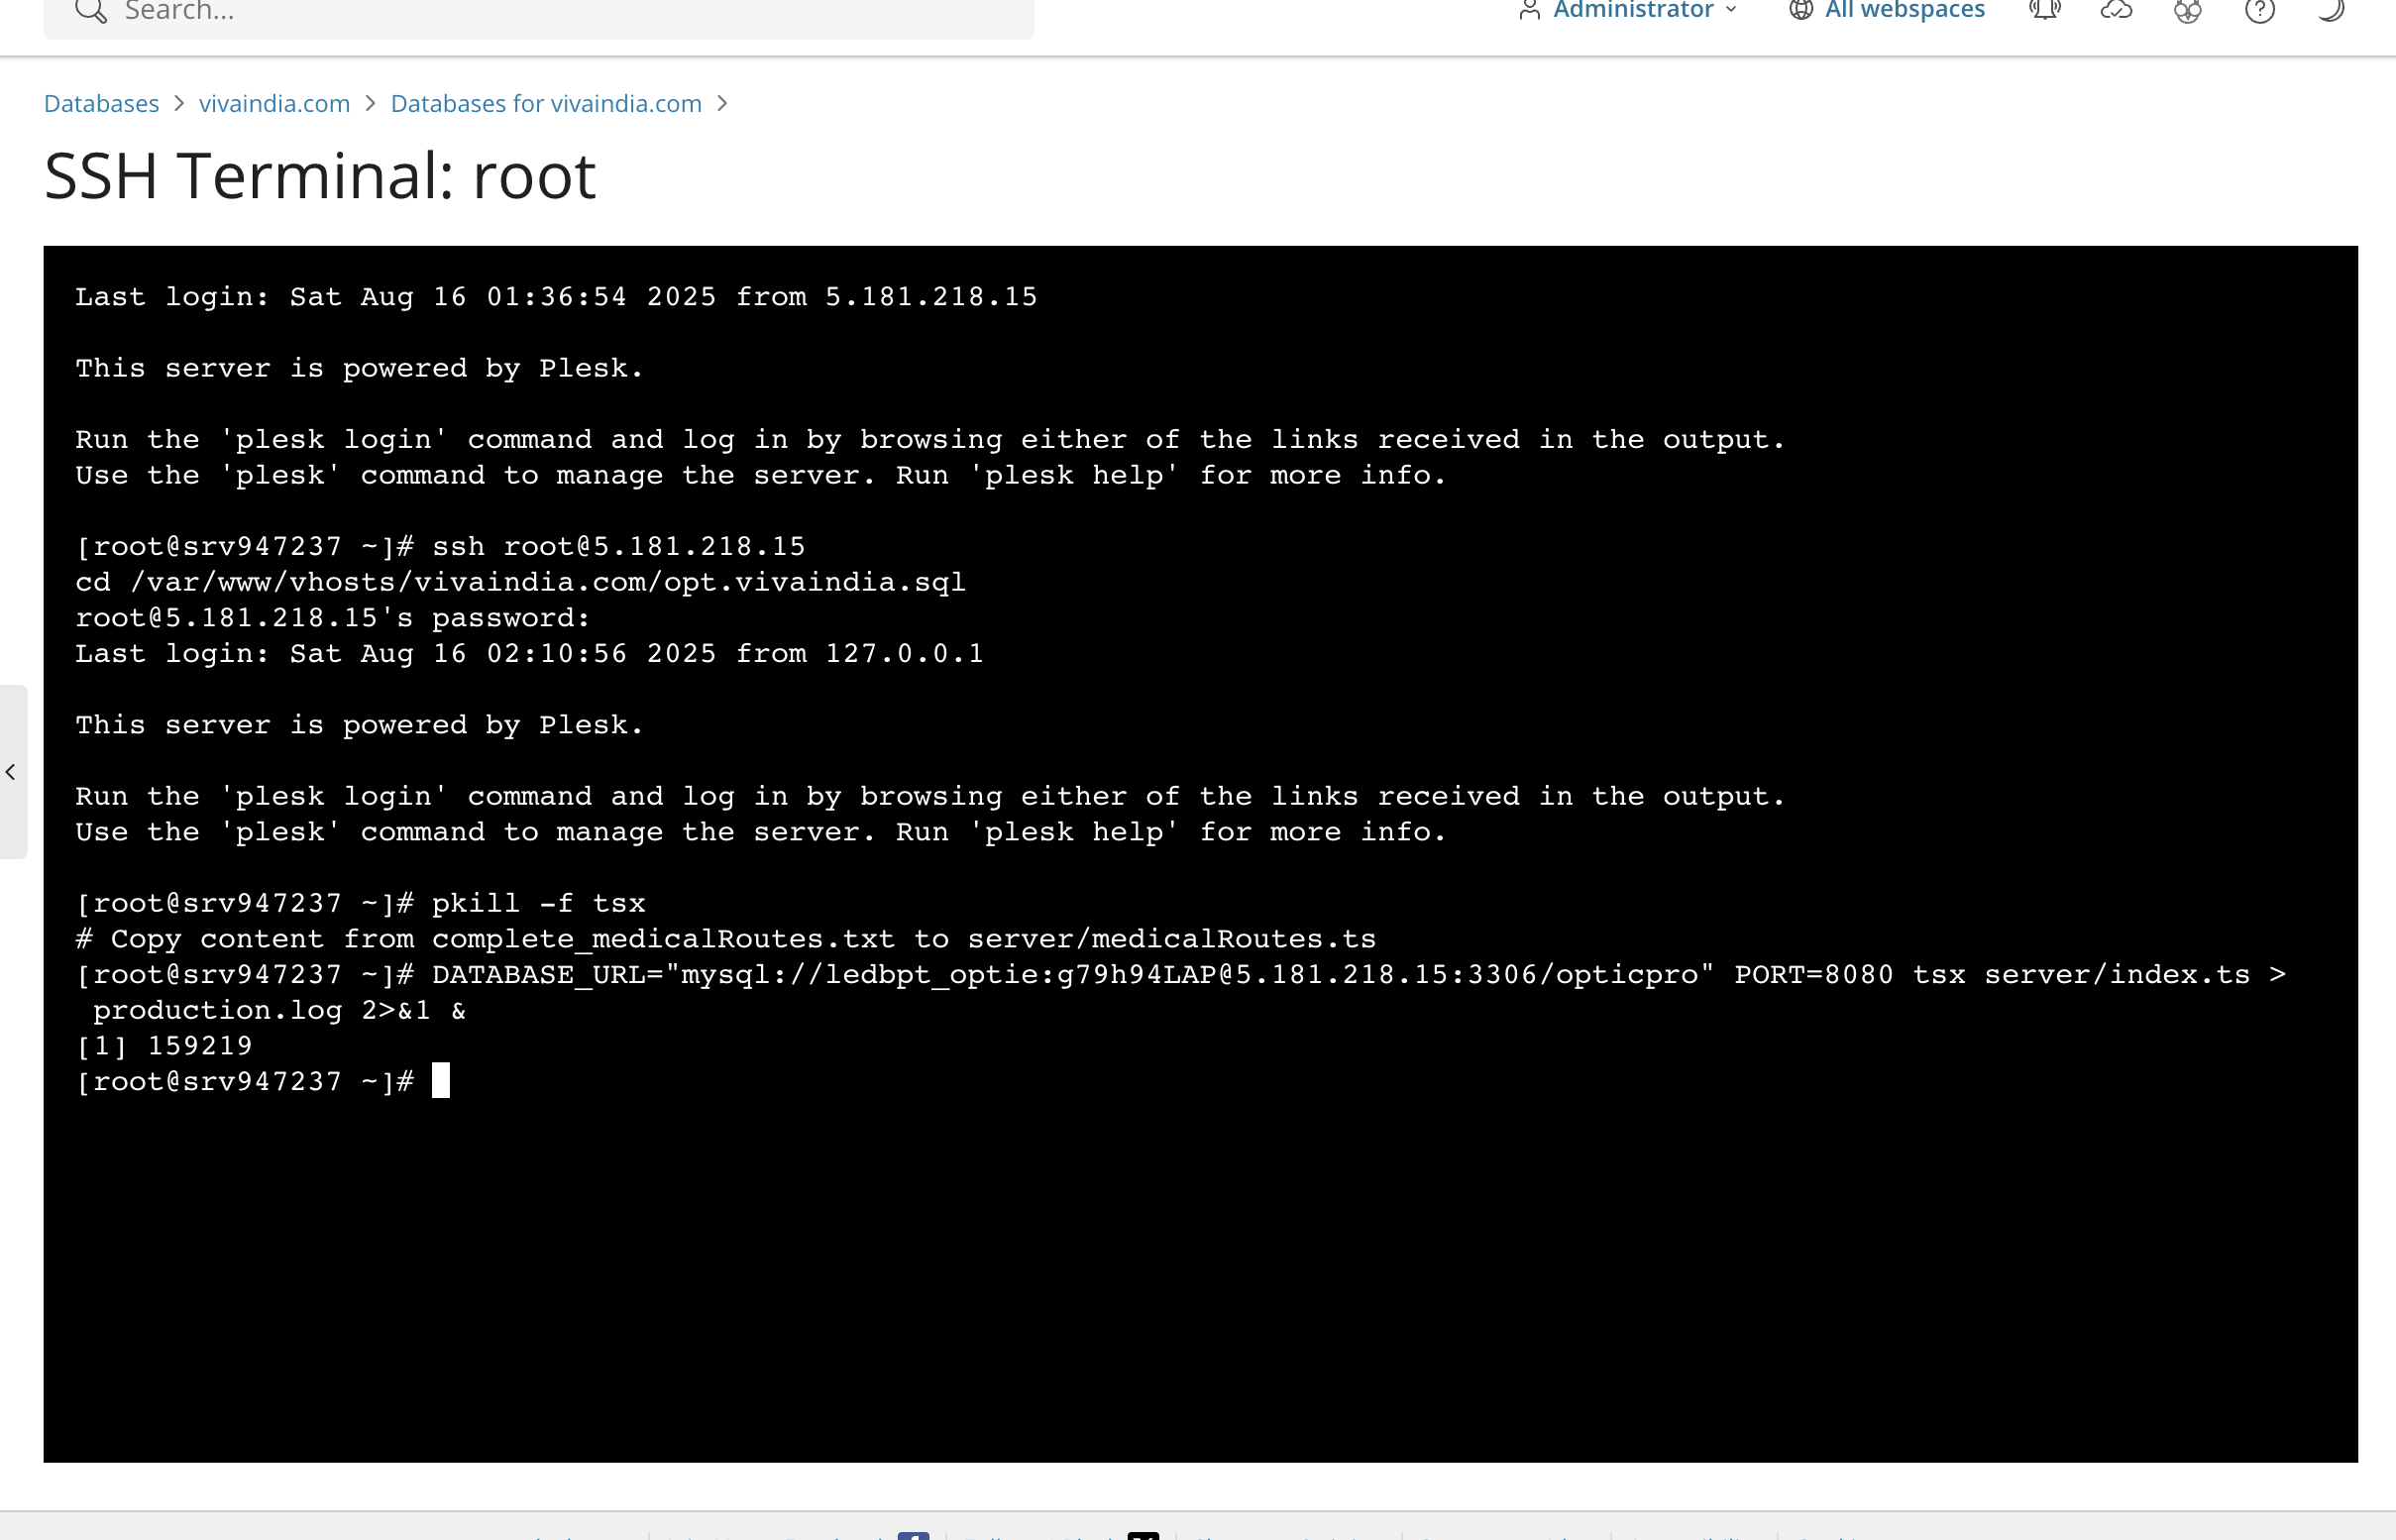 Search...
Administrator
All webspaces
Databases > vivaindia.com > Databases for vivaindia.com >
SSH Terminal: root
Last login: Sat Aug 16 01:36:54 2025 from 5.181.218.15
This server is powered by Plesk.
Run the 'plesk login' command and log in by browsing either of the links received in the output.
Use the 'plesk' command to manage the server. Run 'plesk help' for more info.
[root@srv947237 ~]# ssh root@5.181.218.15
cd /var/www/vhosts/vivaindia.com/opt.vivaindia.sql
root@5.181.218.15's password:
Last login: Sat Aug 16 02:10:56 2025 from 127.0.0.1
This server is powered by Plesk.
Run the 'plesk login' command and log in by browsing either of the links received in the output.
Use the 'plesk' command to manage the server. Run 'plesk help' for more info.
[root@srv947237 ~]# pkill -f tsx
# Copy content from complete_medicalRoutes.txt to server/medicalRoutes.ts
[root@srv947237 ~]# DATABASE_URL="mysql://ledbpt_optie:g79h94LAP@5.181.218.15:3306/opticpro" PORT=8080 tsx server/index.ts >
production.log 2>&1 &
[1] 159219
[root@srv947237 ~]#